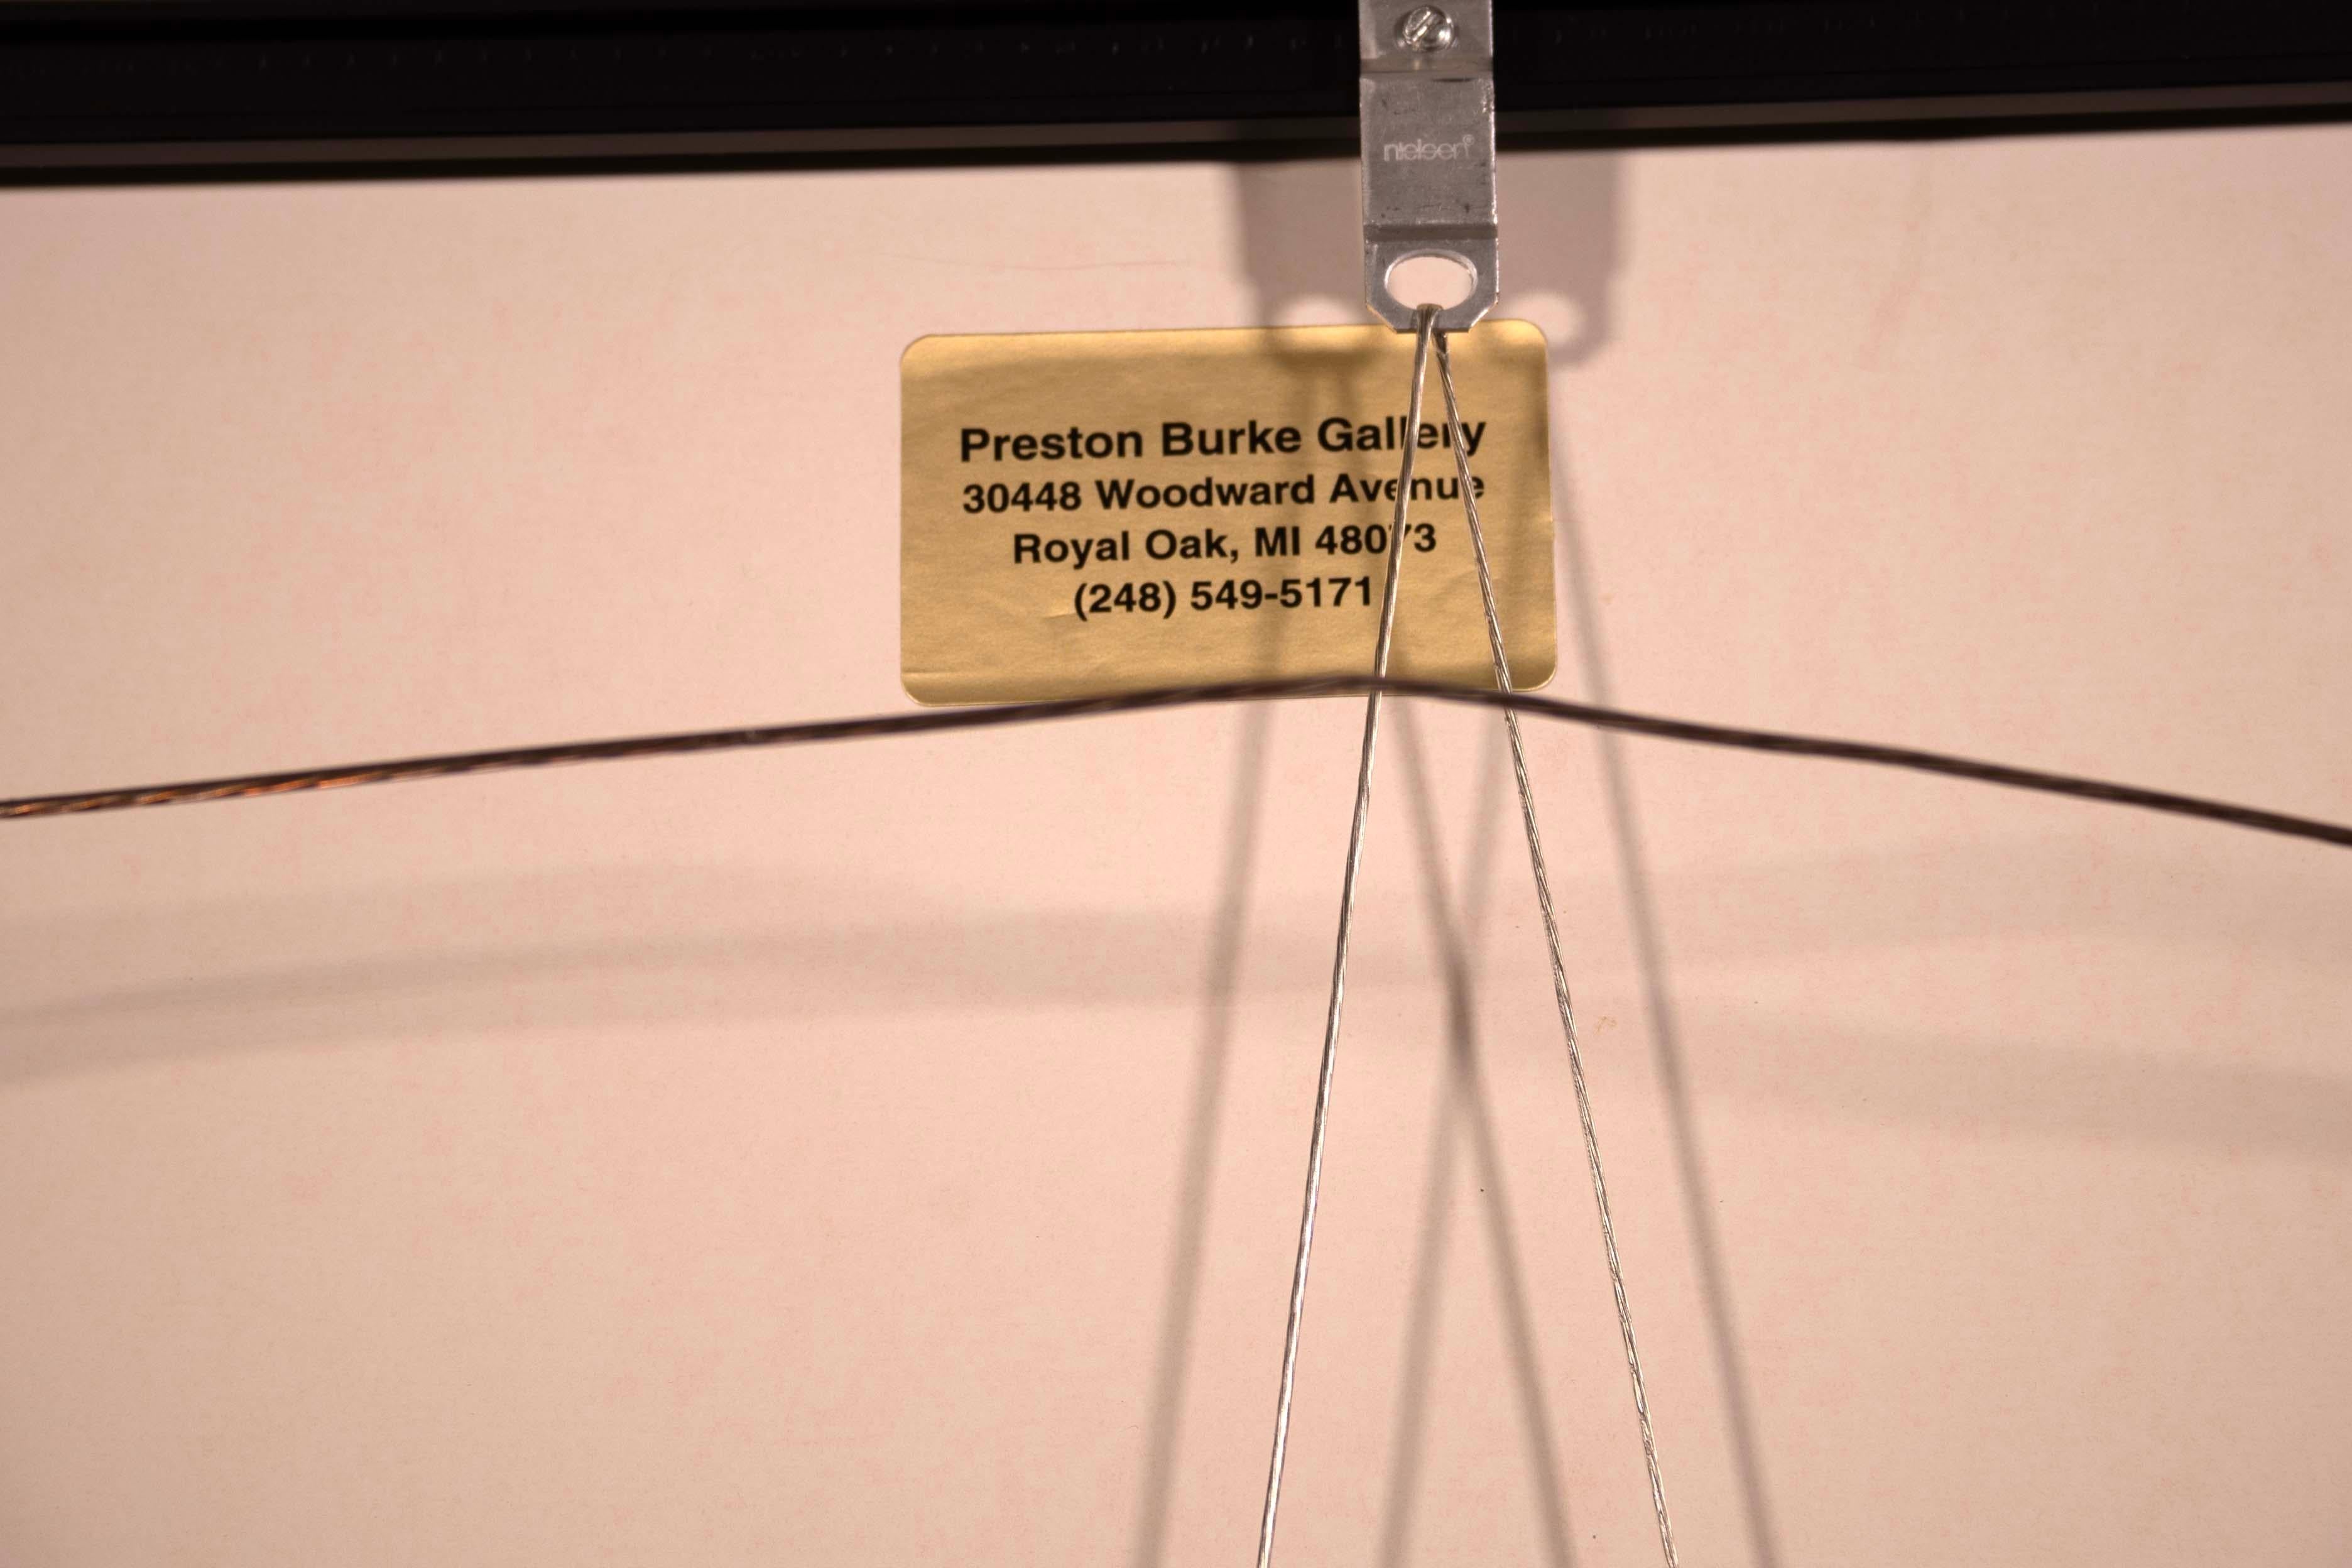 nielsen®
Preston Burke Gallery
30448 Woodward Avenue
Royal Oak, MI 48073
(248) 549-5171